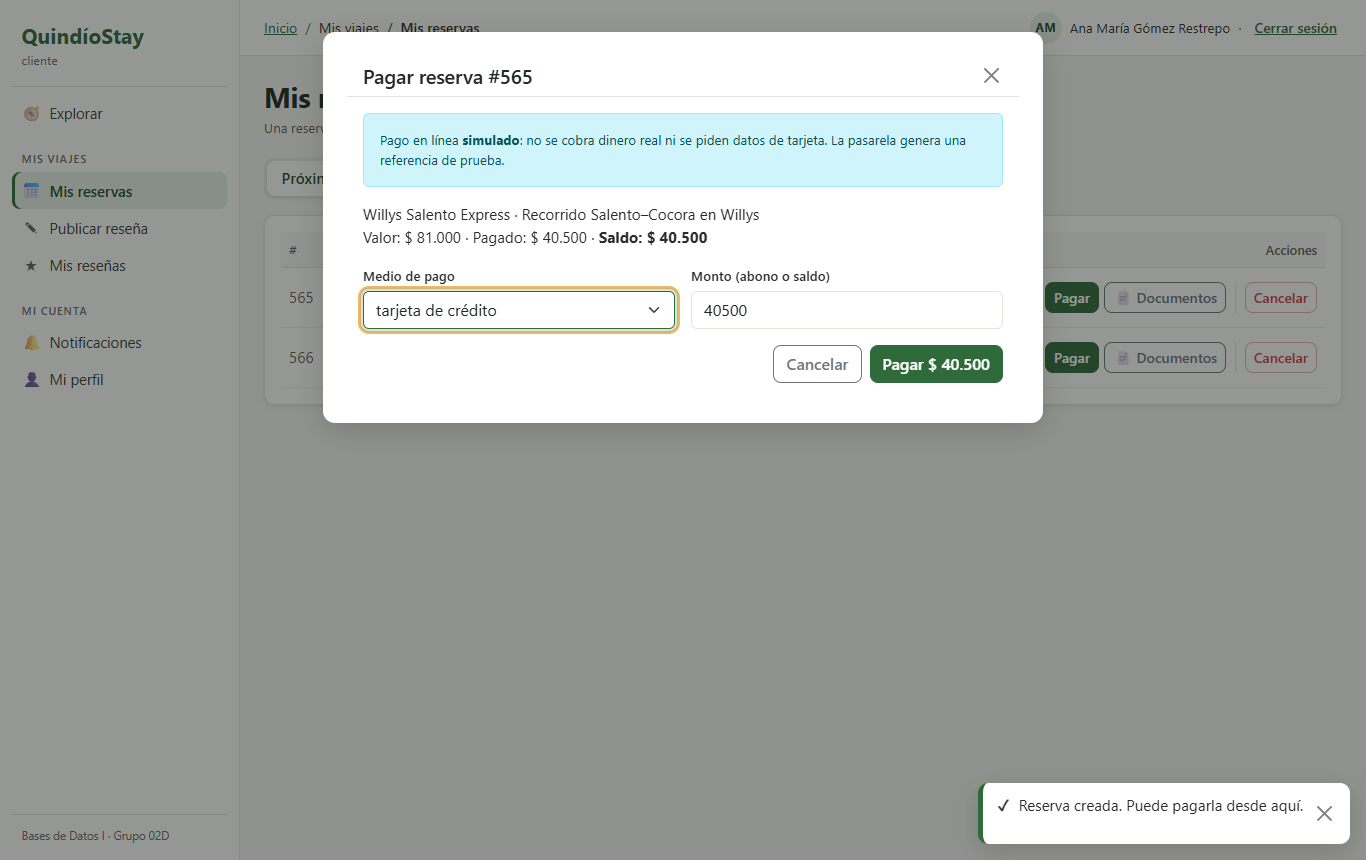 QuindíoStay
cliente
Explorar
MIS VIAJES
Mis reservas
Publicar reseña
Mis reseñas
MI CUENTA
Notificaciones
Mi perfil
Bases de Datos I · Grupo 02D
Inicio / Mis viajes / Mis reservas
AM Ana María Gómez Restrepo · Cerrar sesión
Mis
Una reserv
Próxin
# Acciones
565 Pagar Documentos Cancelar
566 Pagar Documentos Cancelar
Pagar reserva #565
Pago en línea simulado: no se cobra dinero real ni se piden datos de tarjeta. La pasarela genera una
referencia de prueba.
Willys Salento Express · Recorrido Salento–Cocora en Willys
Valor: $ 81.000 · Pagado: $ 40.500 · Saldo: $ 40.500
Medio de pago Monto (abono o saldo)
tarjeta de crédito 40500
Cancelar Pagar $ 40.500
✓ Reserva creada. Puede pagarla desde aquí.